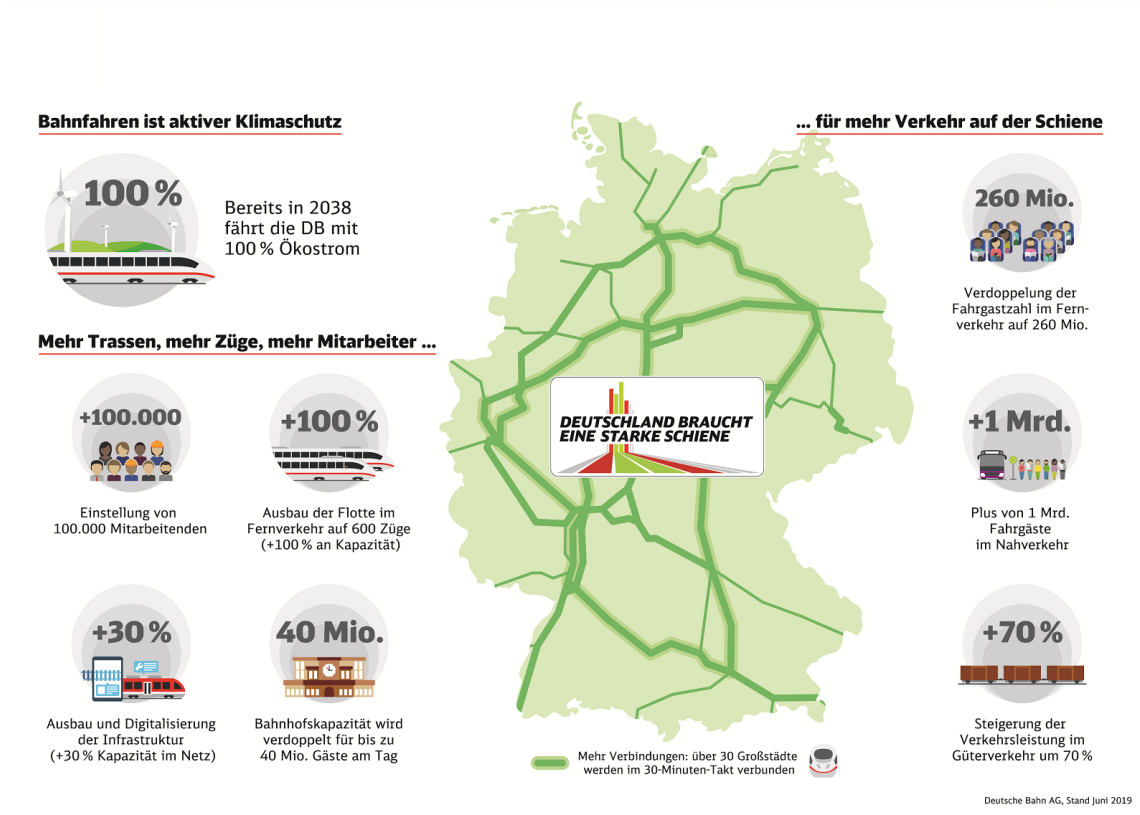 Bahnfahren ist aktiver Klimaschutz
100 %
Bereits in 2038
fährt die DB mit
100 % Ökostrom
Mehr Trassen, mehr Züge, mehr Mitarbeiter ...
+100.000
Einstellung von
100.000 Mitarbeitenden
+100 %
Ausbau der Flotte im
Fernverkehr auf 600 Züge
(+100 % an Kapazität)
+30 %
Ausbau und Digitalisierung
der Infrastruktur
(+30 % Kapazität im Netz)
40 Mio.
Bahnhofskapazität wird
verdoppelt für bis zu
40 Mio. Gäste am Tag
DEUTSCHLAND BRAUCHT
EINE STARKE SCHIENE
Mehr Verbindungen: über 30 Großstädte
werden im 30-Minuten-Takt verbunden
... für mehr Verkehr auf der Schiene
260 Mio.
Verdoppelung der
Fahrgastzahl im Fern-
verkehr auf 260 Mio.
+1 Mrd.
Plus von 1 Mrd.
Fahrgäste
im Nahverkehr
+70 %
Steigerung der
Verkehrsleistung im
Güterverkehr um 70 %
Deutsche Bahn AG, Stand Juni 2019